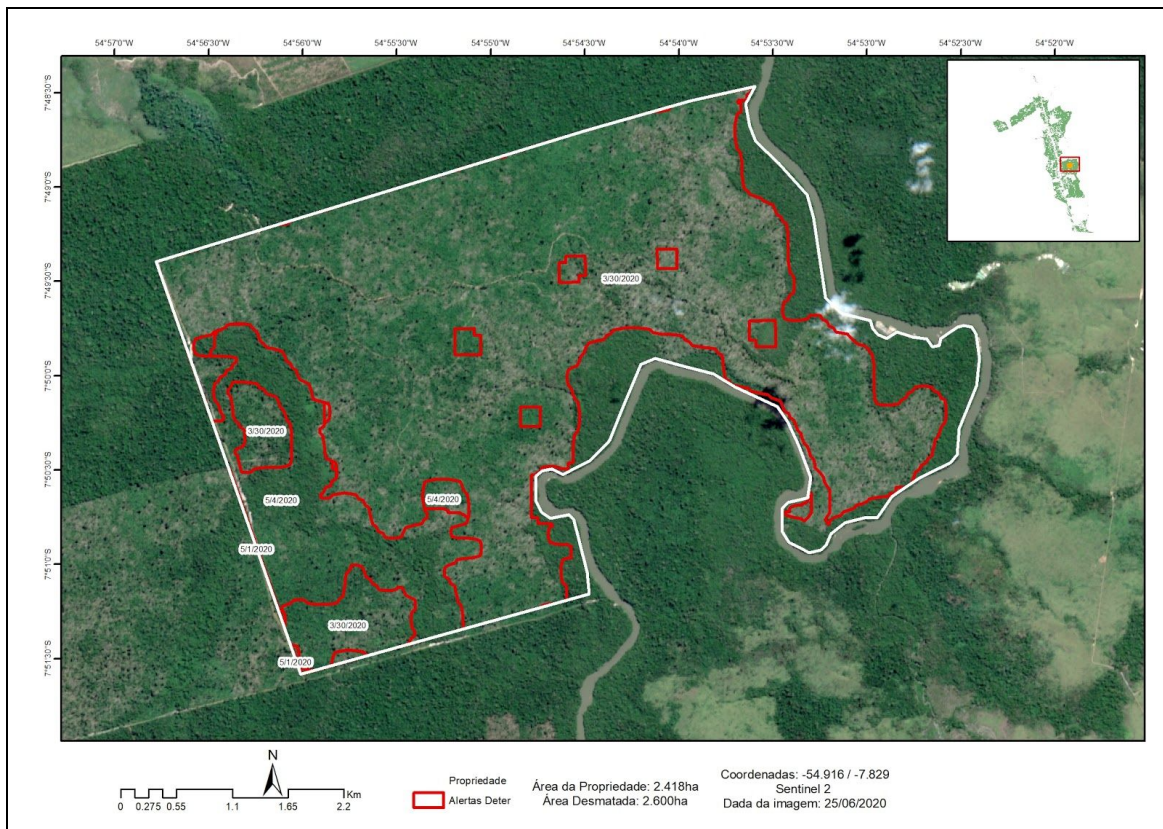 54°57'0"W 54°56'30"W 54°56'0"W 54°55'30"W 54°55'0"W 54°54'30"W 54°54'0"W 54°53'30"W 54°53'0"W 54°52'30"W 54°52'0"W
7°48'30"S
7°49'0"S
7°49'30"S
7°50'0"S
7°50'30"S
7°51'0"S
7°51'30"S
3/30/2020
3/30/2020
5/4/2020
5/4/2020
5/1/2020
3/30/2020
5/1/2020
N
0 0.275 0.55 1.1 1.65 2.2
Km
Propriedade
Alertas Deter
Área da Propriedade: 2.418ha
Área Desmatada: 2.600ha
Coordenadas: -54.916 / -7.829
Sentinel 2
Dada da imagem: 25/06/2020